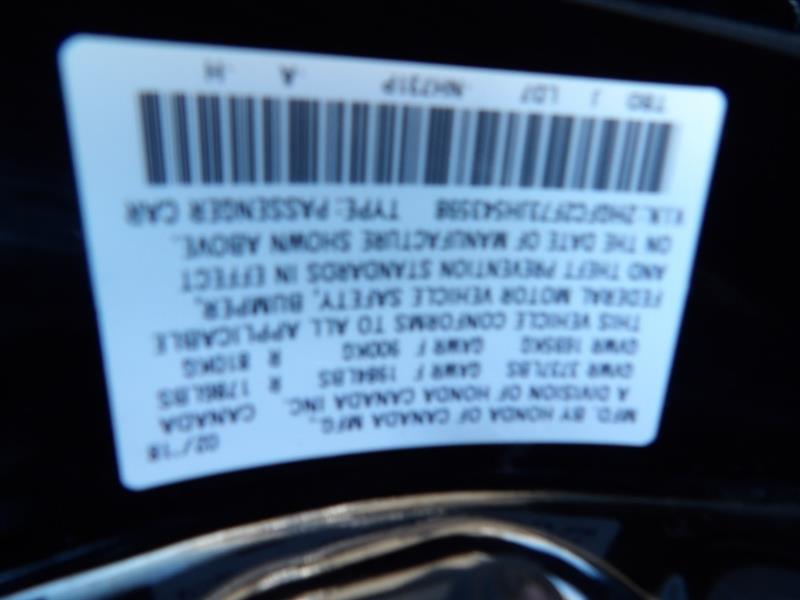 MFD. BY HONDA OF CANADA MFG. 02/'18
A DIVISION OF HONDA CANADA INC. CANADA
GVWR 3737LBS GAWR F 1984LBS R 1786LBS
GVWR 1695KG GAWR F 900KG R 810KG
THIS VEHICLE CONFORMS TO ALL APPLICABLE
FEDERAL MOTOR VEHICLE SAFETY, BUMPER,
AND THEFT PREVENTION STANDARDS IN EFFECT
ON THE DATE OF MANUFACTURE SHOWN ABOVE.
TYPE: PASSENGER CAR
NH731P A H